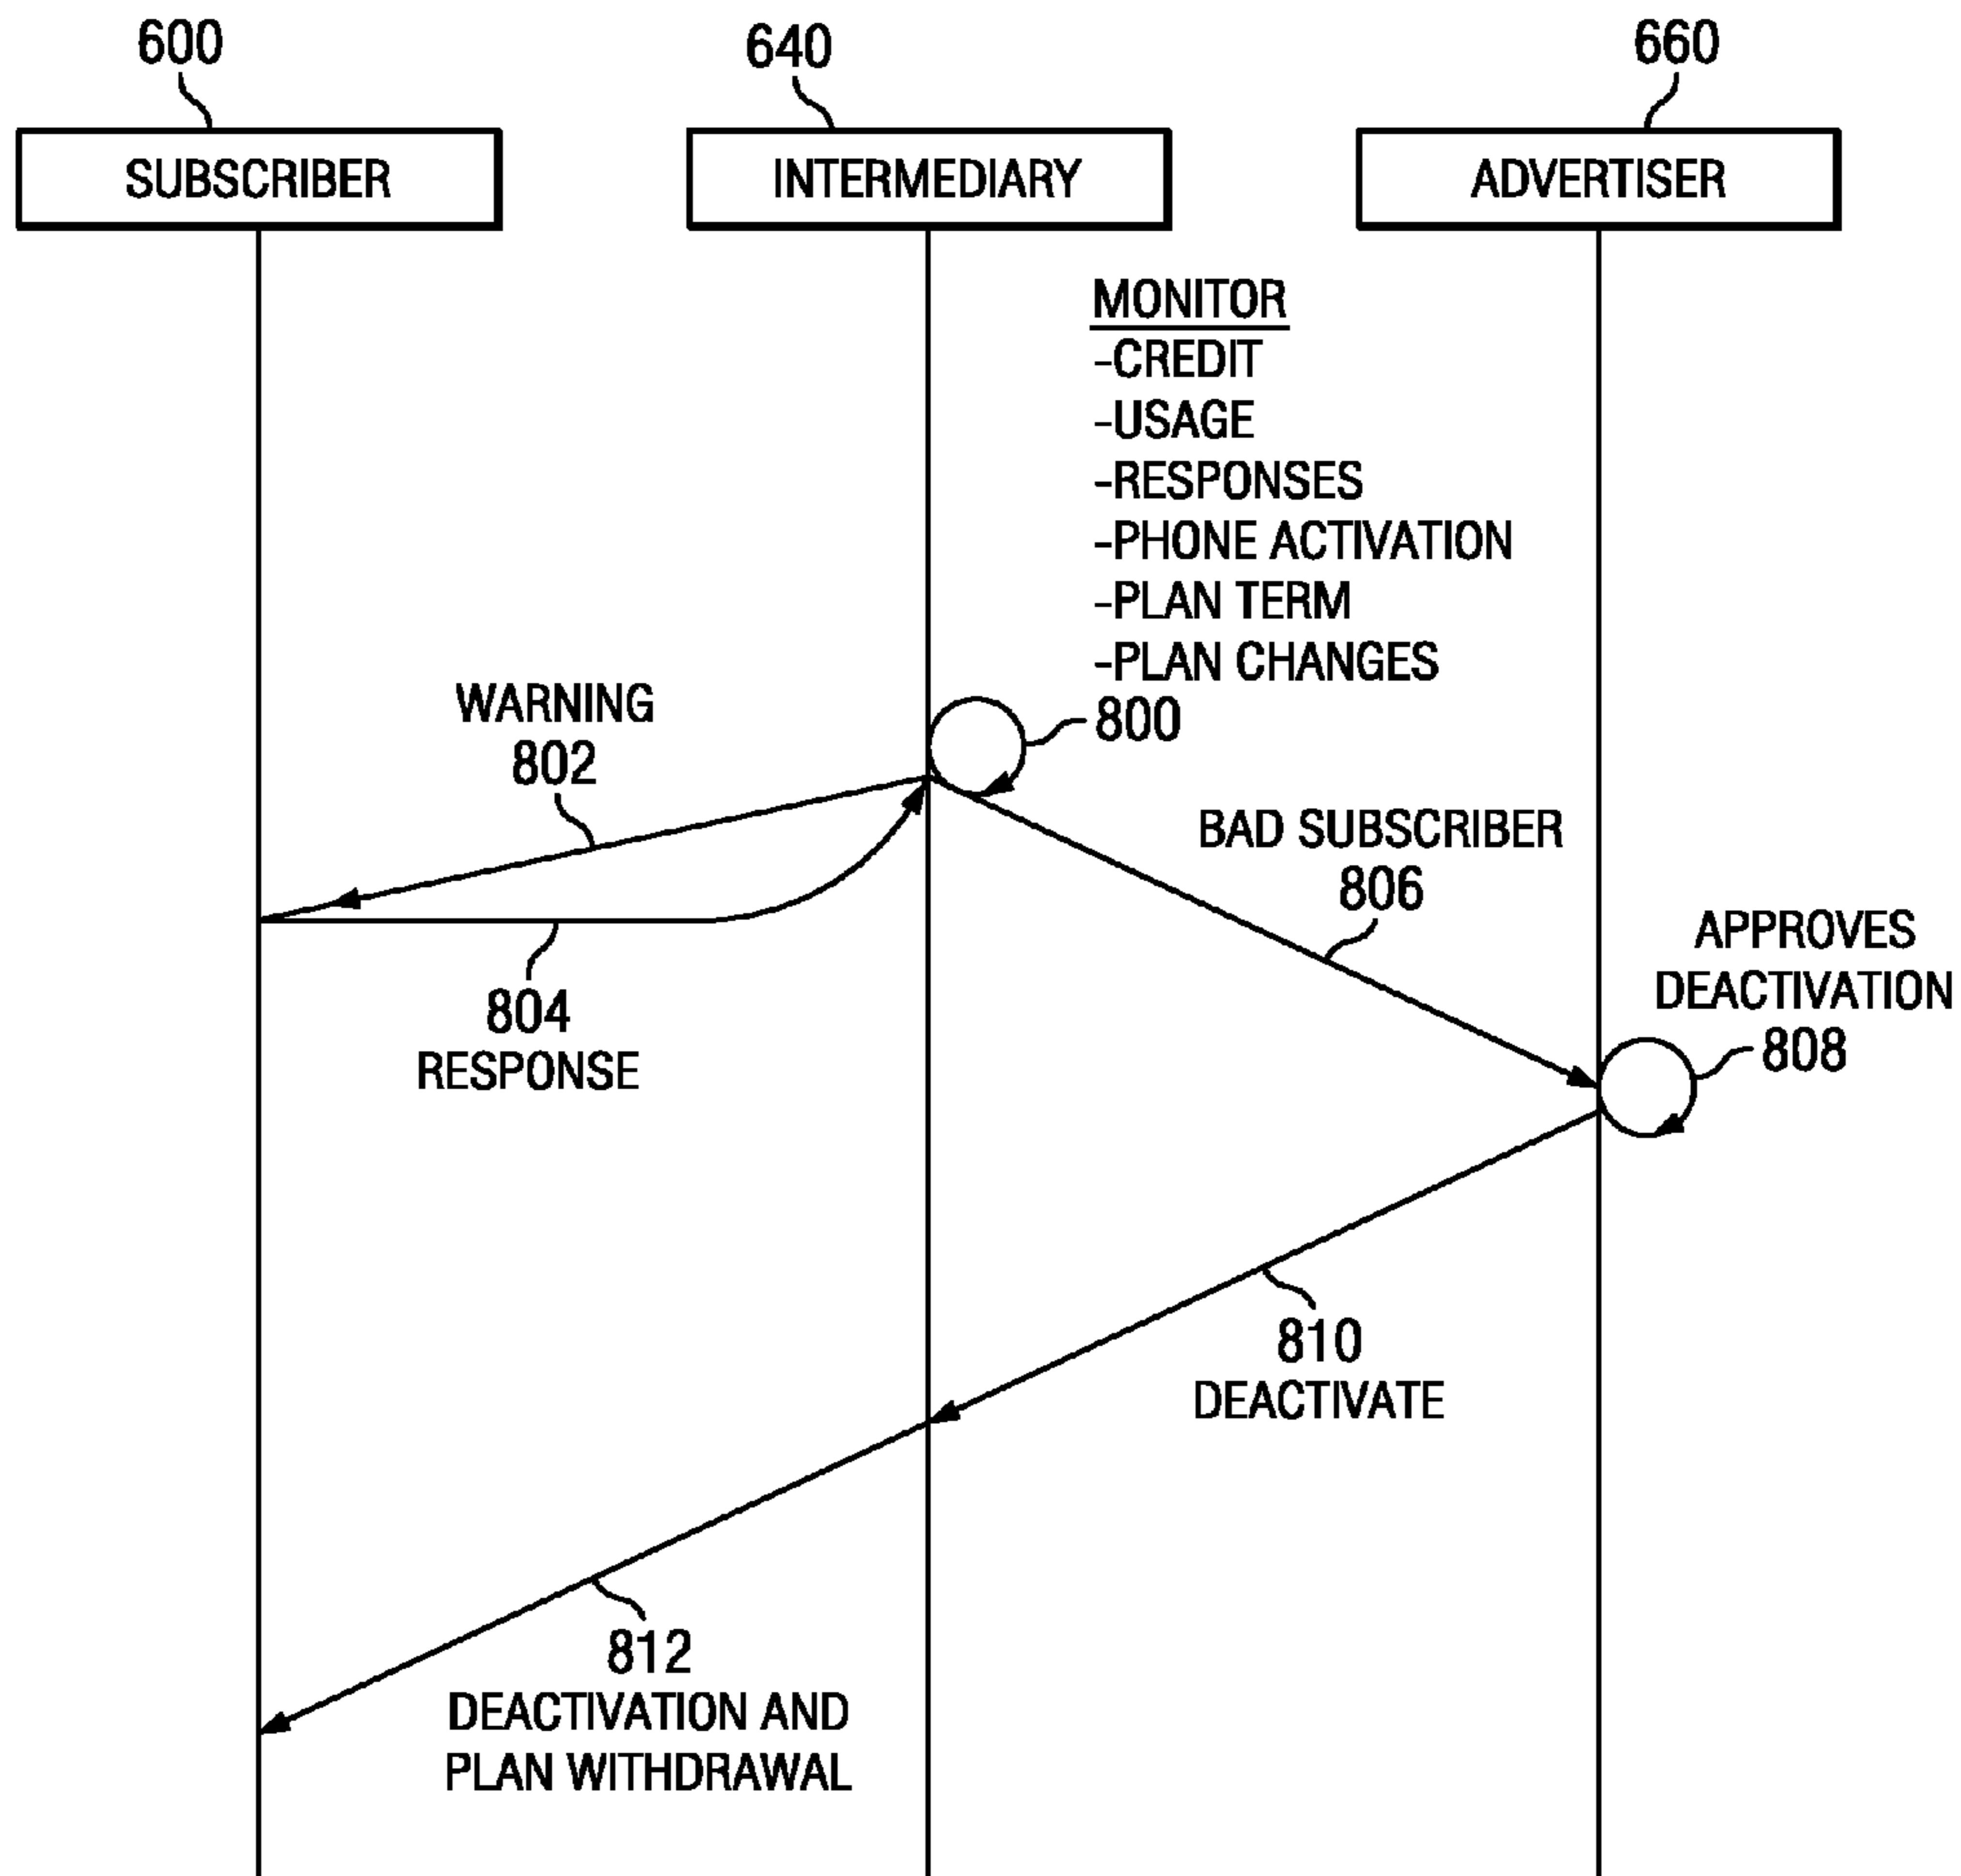 600
640
660
SUBSCRIBER
INTERMEDIARY
ADVERTISER
MONITOR
-CREDIT
-USAGE
-RESPONSES
-PHONE ACTIVATION
-PLAN TERM
-PLAN CHANGES
800
WARNING
802
804
RESPONSE
BAD SUBSCRIBER
806
APPROVES
DEACTIVATION
808
810
DEACTIVATE
812
DEACTIVATION AND
PLAN WITHDRAWAL